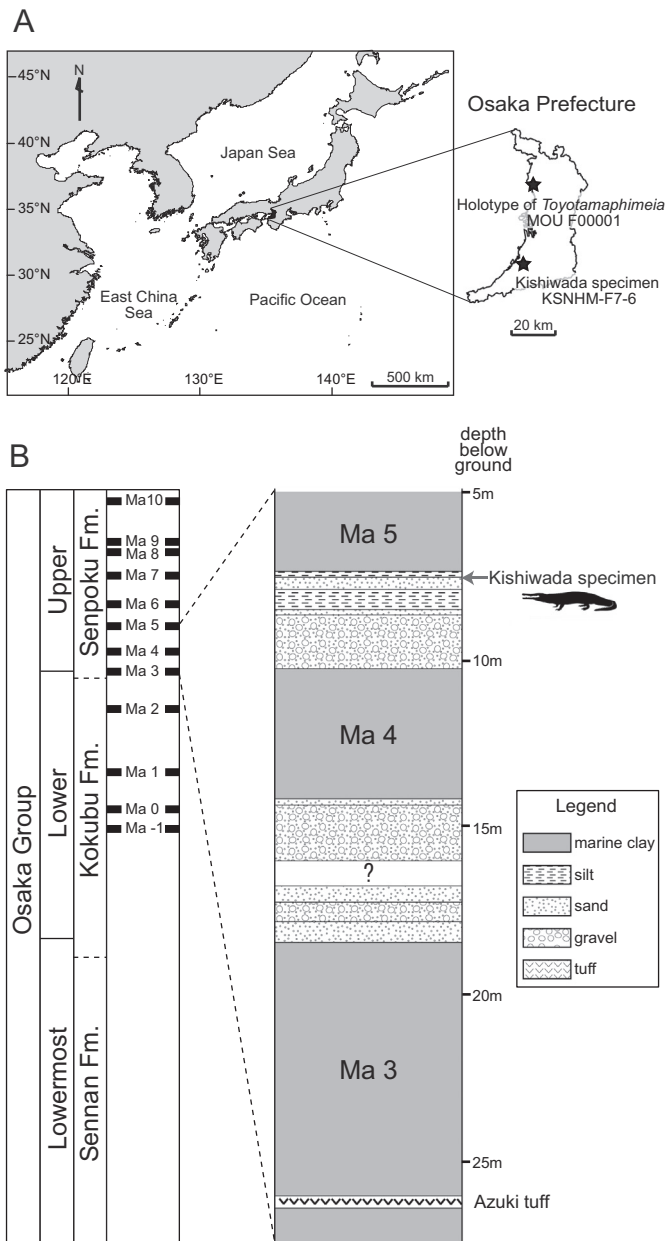 A
45°N
40°N
35°N
30°N
25°N
120°E
130°E
140°E
N
Japan Sea
East China
Sea
Pacific Ocean
500 km
Osaka Prefecture
Holotype of Toyotamaphimeia
MOU F00001
Kishiwada specimen
KSNHM-F7-6
20 km
B
Osaka Group
Upper
Lower
Lowermost
Senpoku Fm.
Kokubu Fm.
Sennan Fm.
Ma10
Ma 9
Ma 8
Ma 7
Ma 6
Ma 5
Ma 4
Ma 3
Ma 2
Ma 1
Ma 0
Ma -1
depth
below
ground
5m
10m
15m
20m
25m
Ma 5
Ma 4
?
Ma 3
Kishiwada specimen
Azuki tuff
Legend
marine clay
silt
sand
gravel
tuff